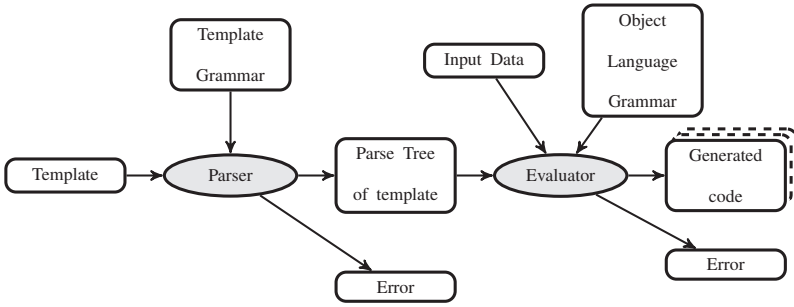 Template
Grammar
Input Data
Object
Language
Grammar
Template
Parser
Parse Tree
of template
Evaluator
Generated
code
Error
Error